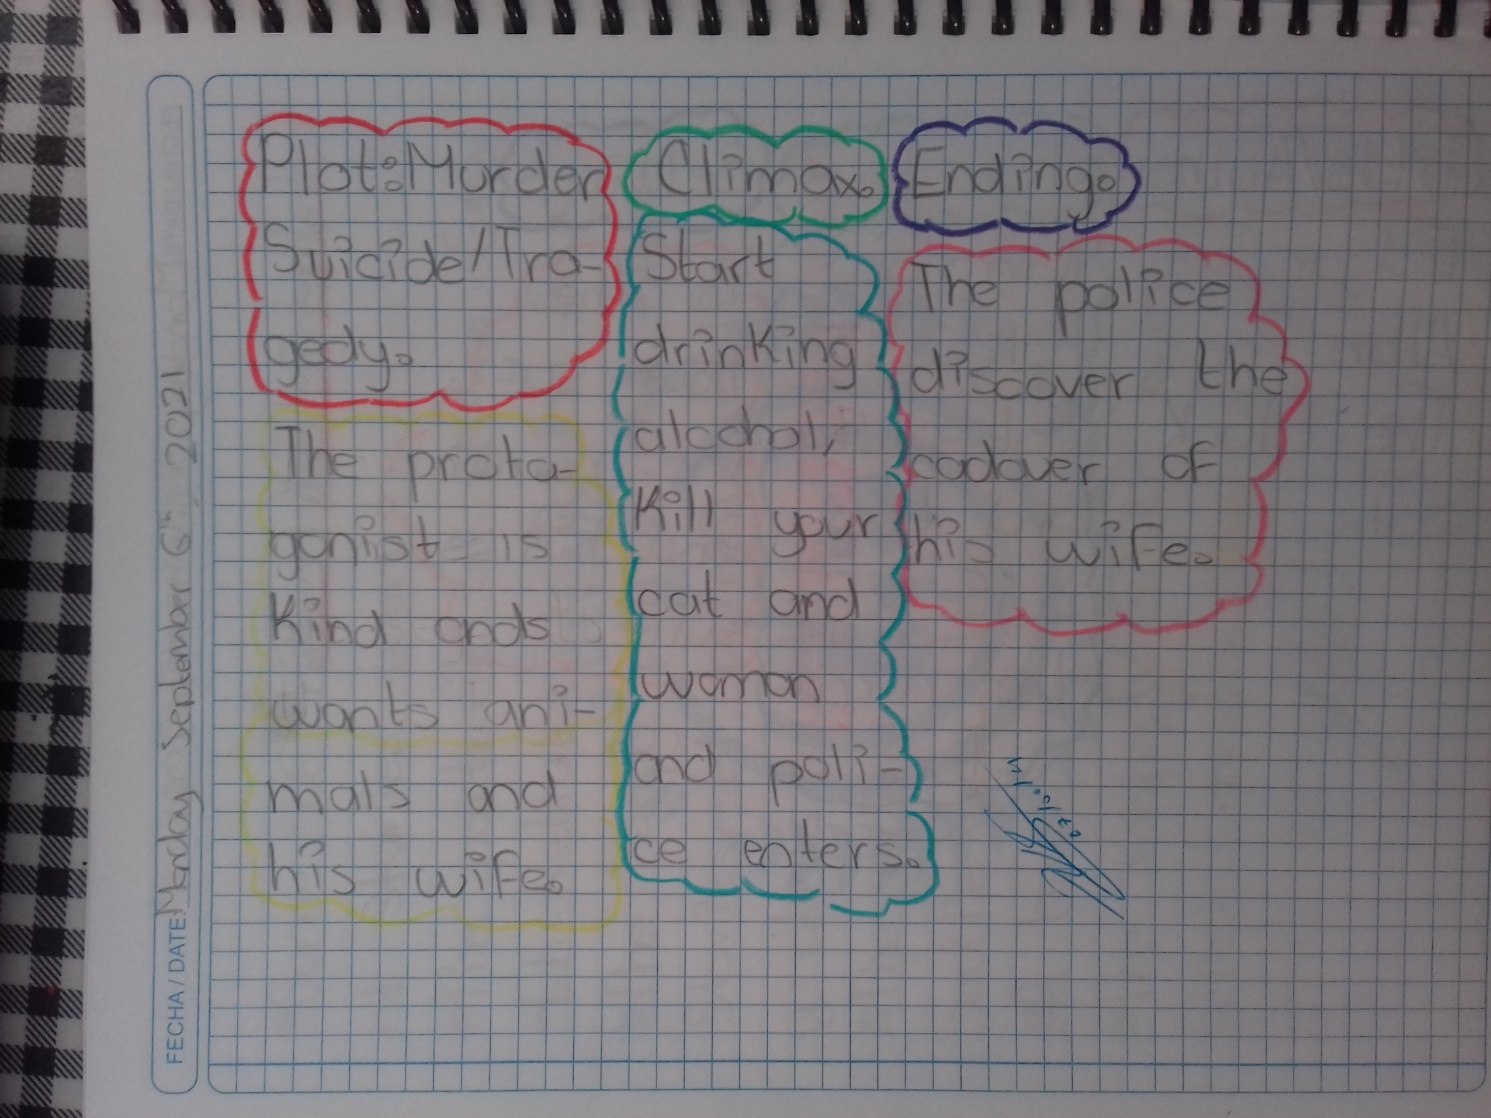 FECHA / DATE: Monday September 6th, 2021
Plot: Murder
Suicide/Tra-
gedy.
The prota-
gonist is
Kind ands
wants ani-
mals and
his wife.
Climax.
Start
drinking
alcohol,
Kill your
cat and
woman
and poli-
ce enters.
Ending.
The police
discover the
cadaver of
his wife.